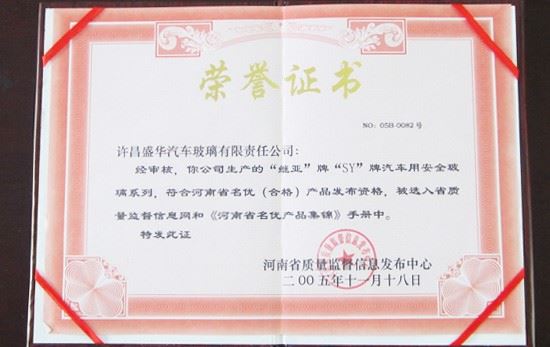 荣誉证书
NO：05B-0082号
许昌盛华汽车玻璃有限责任公司：
经审核，你公司生产的“继亚”牌“SY”牌汽车用安全玻
璃系列，符合河南省名优（合格）产品发布资格，被选入省质
量监督信息网和《河南省名优产品集锦》手册中。
特发此证
河南省质量监督信息发布中心
二00五年十一月十八日